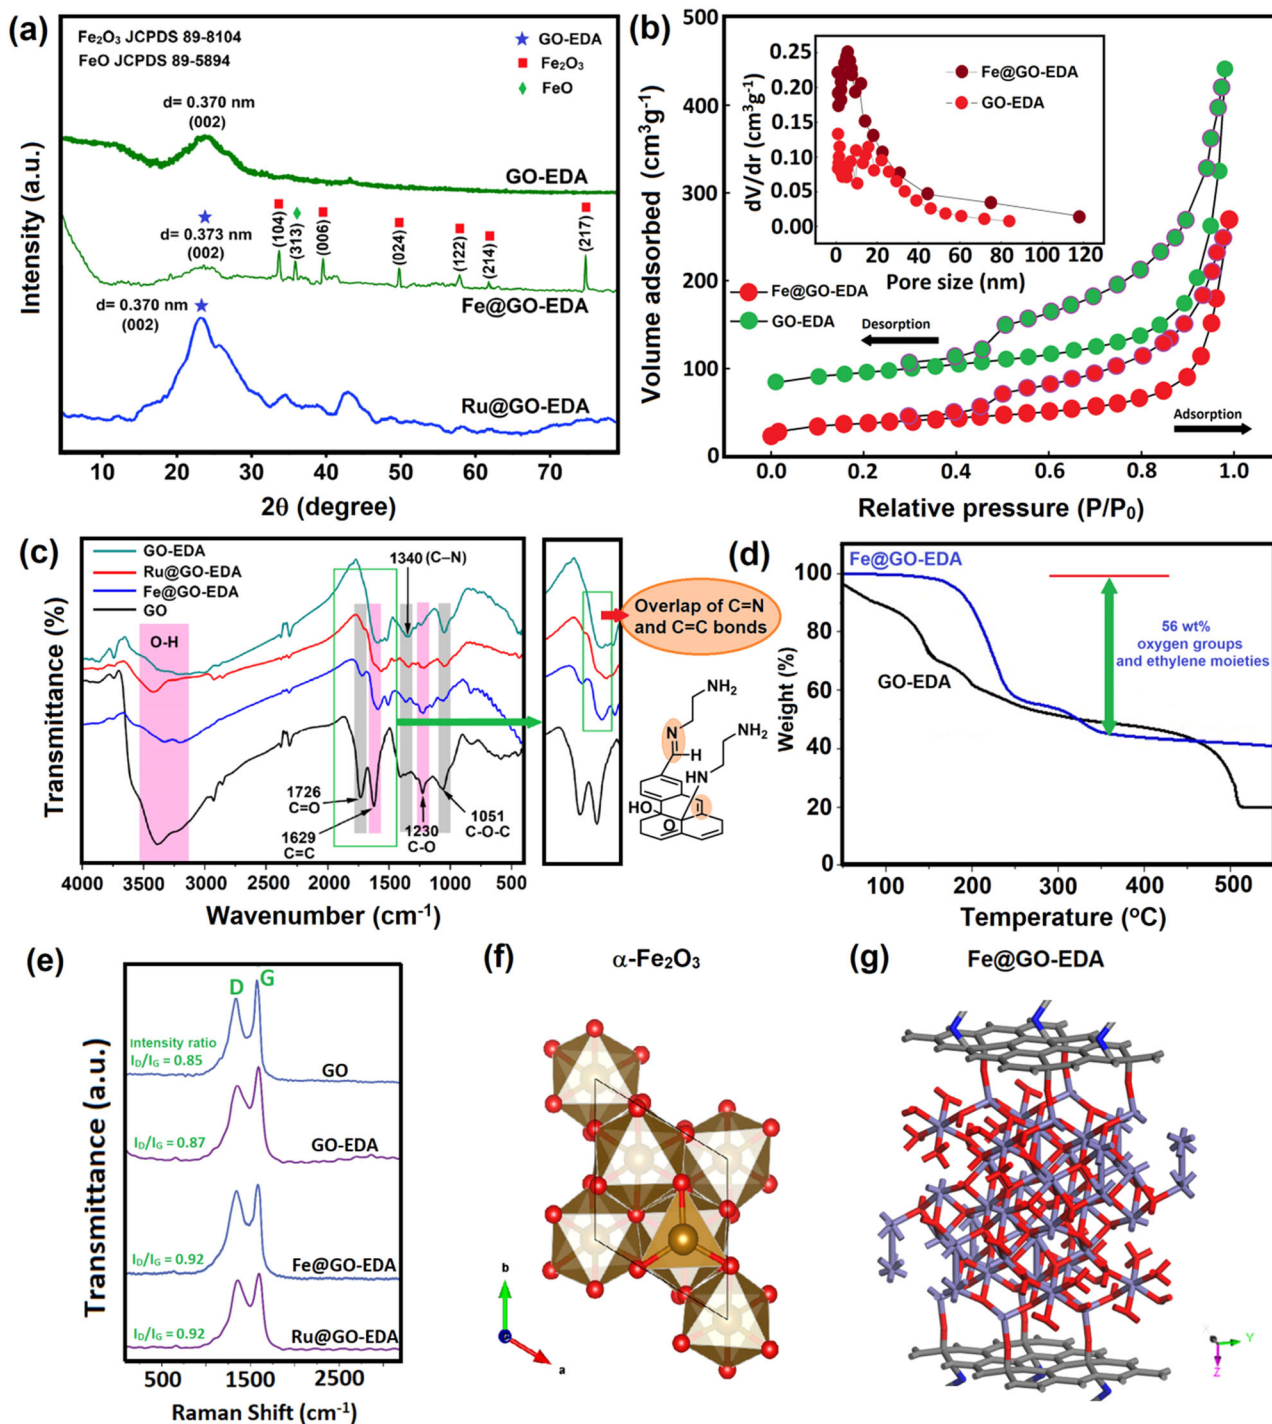 (a)
Fe₂O₃ JCPDS 89-8104
FeO JCPDS 89-5894
GO-EDA
Fe₂O₃
FeO
d= 0.370 nm
(002)
GO-EDA
d= 0.373 nm
(002)
(104)
(313)
(006)
(024)
(122)
(214)
(217)
Fe@GO-EDA
d= 0.370 nm
(002)
Ru@GO-EDA
Intensity (a.u.)
10 20 30 40 50 60 70
2θ (degree)
(b)
500
400
300
200
100
0
Volume adsorbed (cm³g⁻¹)
0.25
0.20
0.15
0.10
0.05
0.00
dV/dr (cm³g⁻¹)
Fe@GO-EDA
GO-EDA
0 20 40 60 80 100 120
Pore size (nm)
Fe@GO-EDA
GO-EDA
Desorption
Adsorption
0.0 0.2 0.4 0.6 0.8 1.0
Relative pressure (P/P₀)
(c)
GO-EDA
Ru@GO-EDA
Fe@GO-EDA
GO
1340 (C–N)
O-H
1726
C=O
1629
C=C
1230
C-O
1051
C-O-C
Transmittance (%)
4000 3500 3000 2500 2000 1500 1000 500
Wavenumber (cm⁻¹)
Overlap of C=N
and C=C bonds
NH₂
N
NH₂
H
HN
HO
O
(d)
Fe@GO-EDA
GO-EDA
56 wt%
oxygen groups
and ethylene moieties
100
80
60
40
20
0
Weight (%)
100 200 300 400 500
Temperature (°C)
(e)
D
G
Intensity ratio
I_D/I_G = 0.85
GO
I_D/I_G = 0.87
GO-EDA
I_D/I_G = 0.92
Fe@GO-EDA
I_D/I_G = 0.92
Ru@GO-EDA
Transmittance (a.u.)
500 1500 2500
Raman Shift (cm⁻¹)
(f)
α-Fe₂O₃
b
a
(g)
Fe@GO-EDA
X
Y
Z